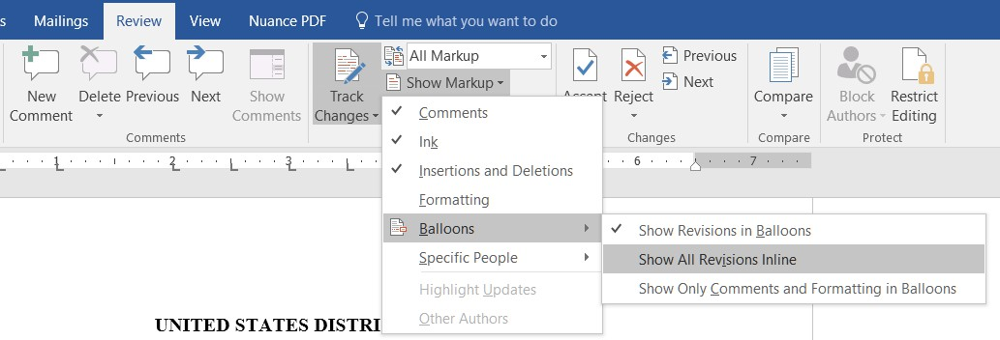 s Mailings Review View Nuance PDF Tell me what you want to do
New Comment
Delete
Previous
Next
Show Comments
Comments
Track Changes
All Markup
Show Markup
Comments
Ink
Insertions and Deletions
Formatting
Balloons
Specific People
Highlight Updates
Other Authors
Show Revisions in Balloons
Show All Revisions Inline
Show Only Comments and Formatting in Balloons
Accept
Reject
Previous
Next
Changes
Compare
Compare
Block Authors
Restrict Editing
Protect
1 2 3 6 7
UNITED STATES DISTRI